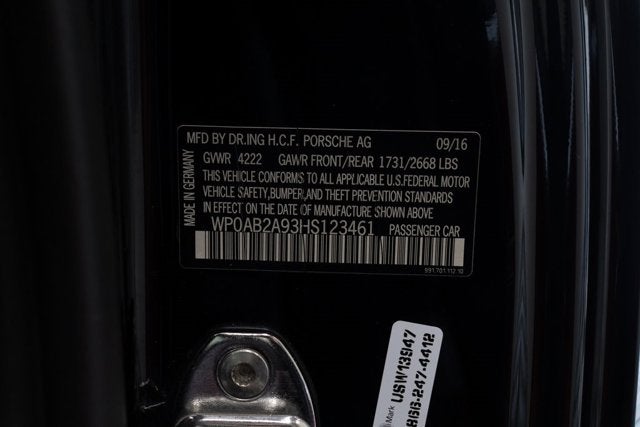 MFD BY DR.ING H.C.F. PORSCHE AG 09/16
GVWR 4222 GAWR FRONT/REAR 1731/2668 LBS
THIS VEHICLE CONFORMS TO ALL APPLICABLE U.S.FEDERAL MOTOR
VEHICLE SAFETY,BUMPER,AND THEFT PREVENTION STANDARDS
IN EFFECT ON THE DATE OF MANUFACTURE SHOWN ABOVE
WP0AB2A93HS123461 PASSENGER CAR
991.701.112.10
MADE IN GERMANY
Mark USW13947
866-247-4412